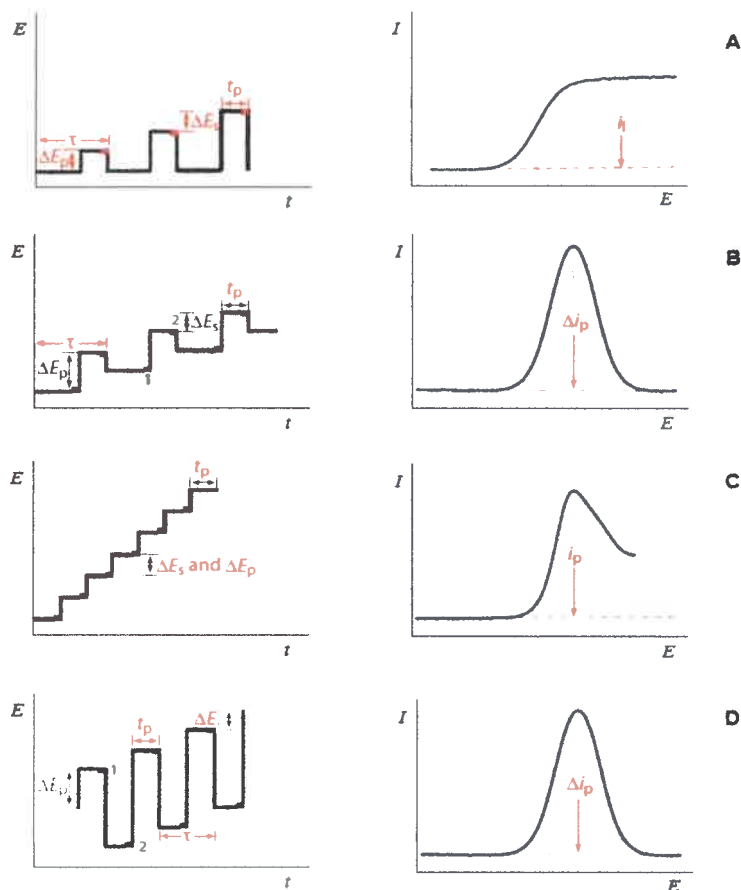 E
I
A
t_p
ΔE_s
τ
ΔE_p
i_l
t
E
E
I
B
t_p
2
ΔE_s
τ
ΔE_p
Δi_p
1
t
E
E
I
C
t_p
i_p
ΔE_s and ΔE_p
t
E
E
I
D
t_p
ΔE
1
Δi_p
τ
2
t
E